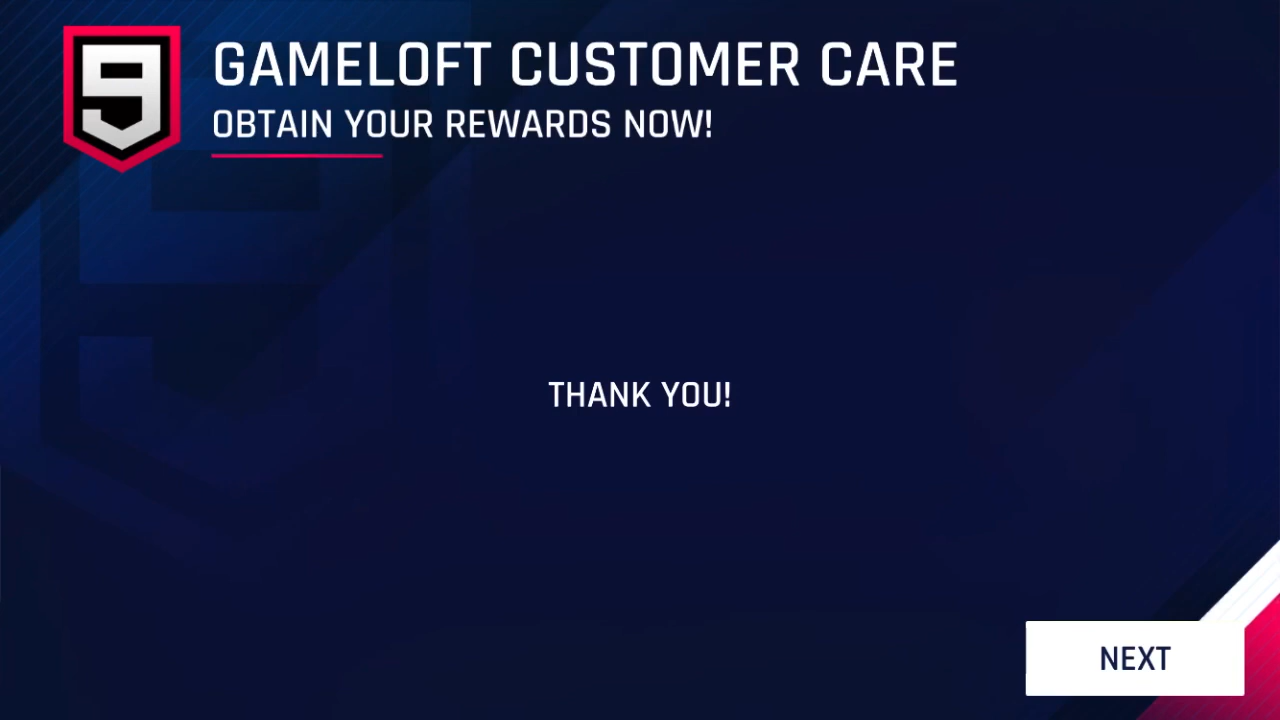 GAMELOFT CUSTOMER CARE
OBTAIN YOUR REWARDS NOW!
THANK YOU!
NEXT